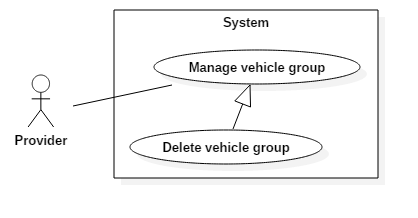 System
Manage vehicle group
Provider
Delete vehicle group